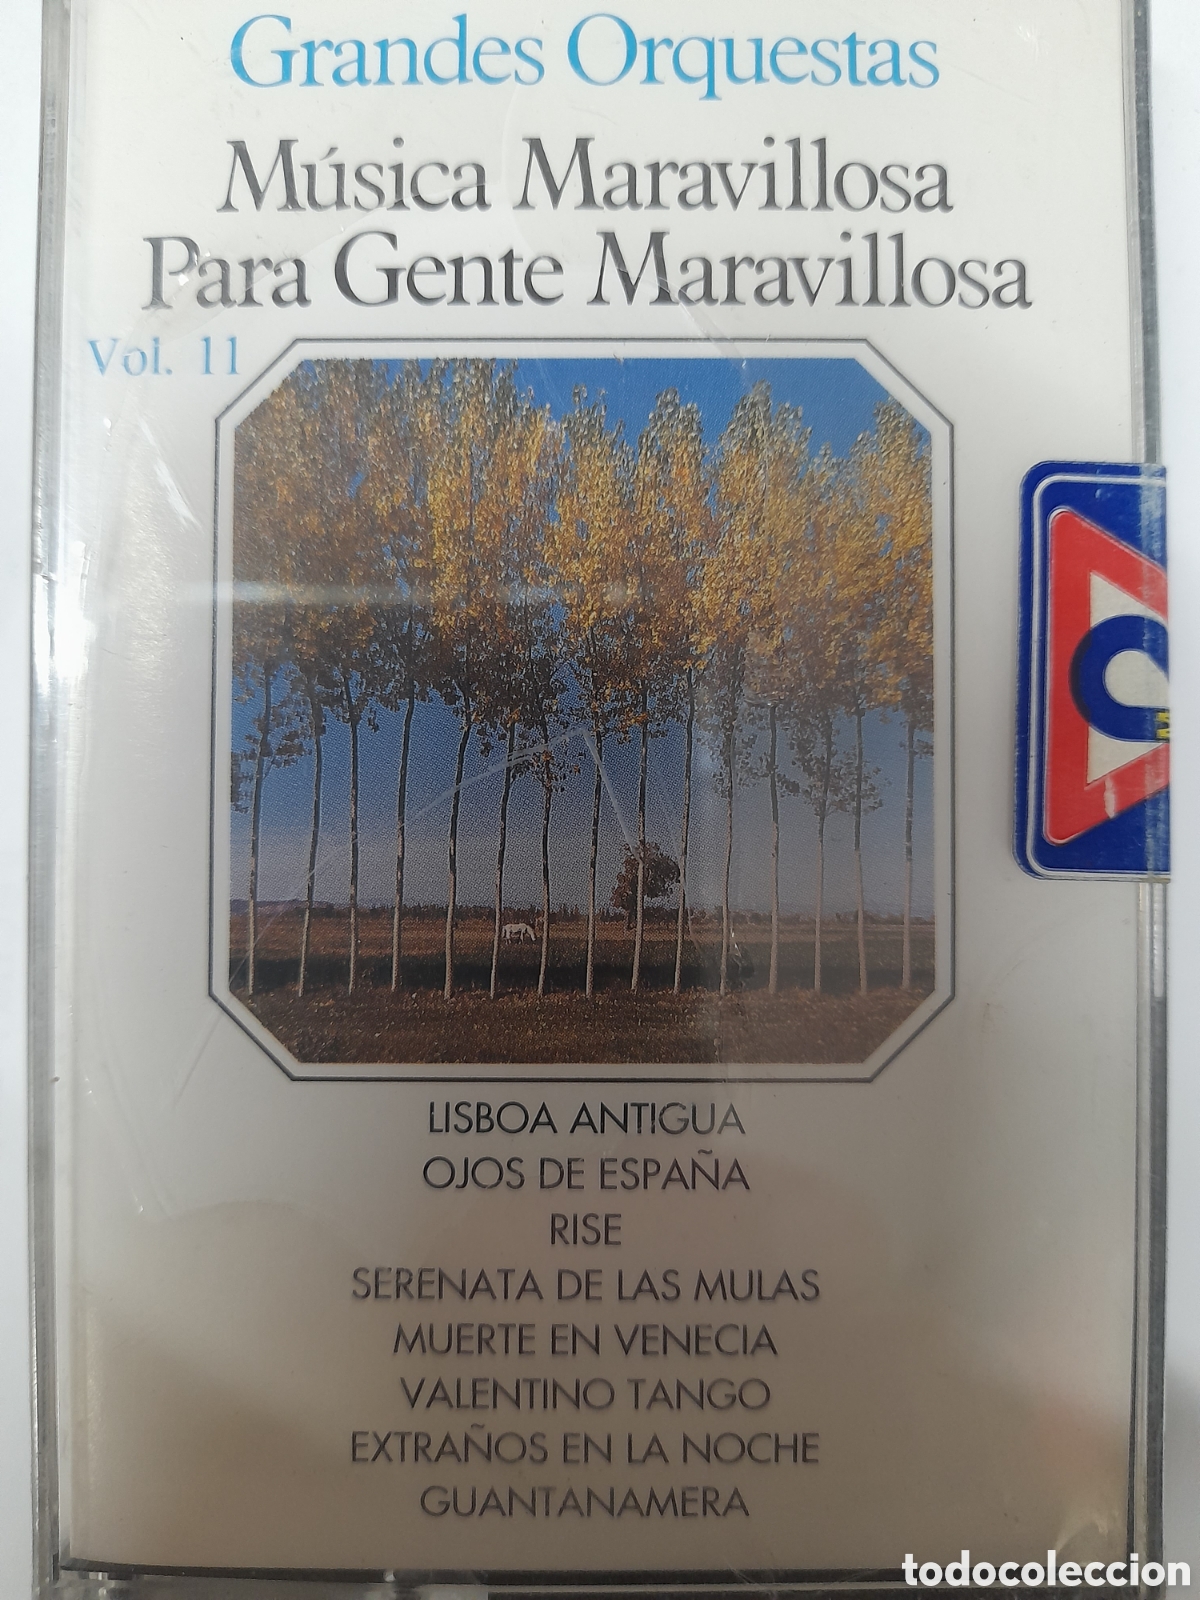 Grandes Orquestas
Música Maravillosa
Para Gente Maravillosa
Vol. 11
LISBOA ANTIGUA
OJOS DE ESPAÑA
RISE
SERENATA DE LAS MULAS
MUERTE EN VENECIA
VALENTINO TANGO
EXTRAÑOS EN LA NOCHE
GUANTANAMERA
todocoleccion